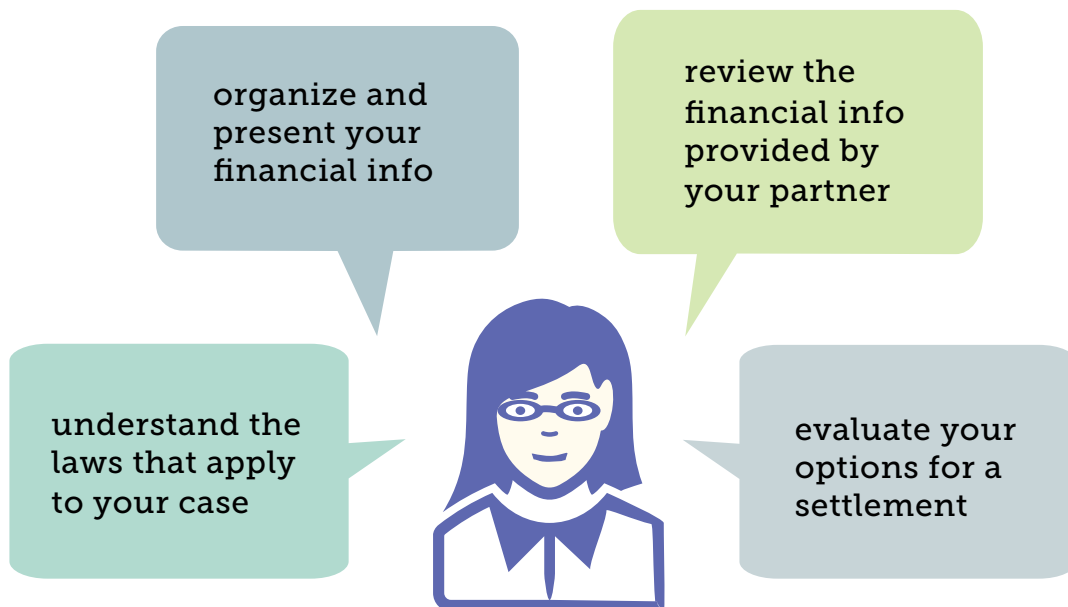 organize and
present your
financial info
review the
financial info
provided by
your partner
understand the
laws that apply
to your case
evaluate your
options for a
settlement